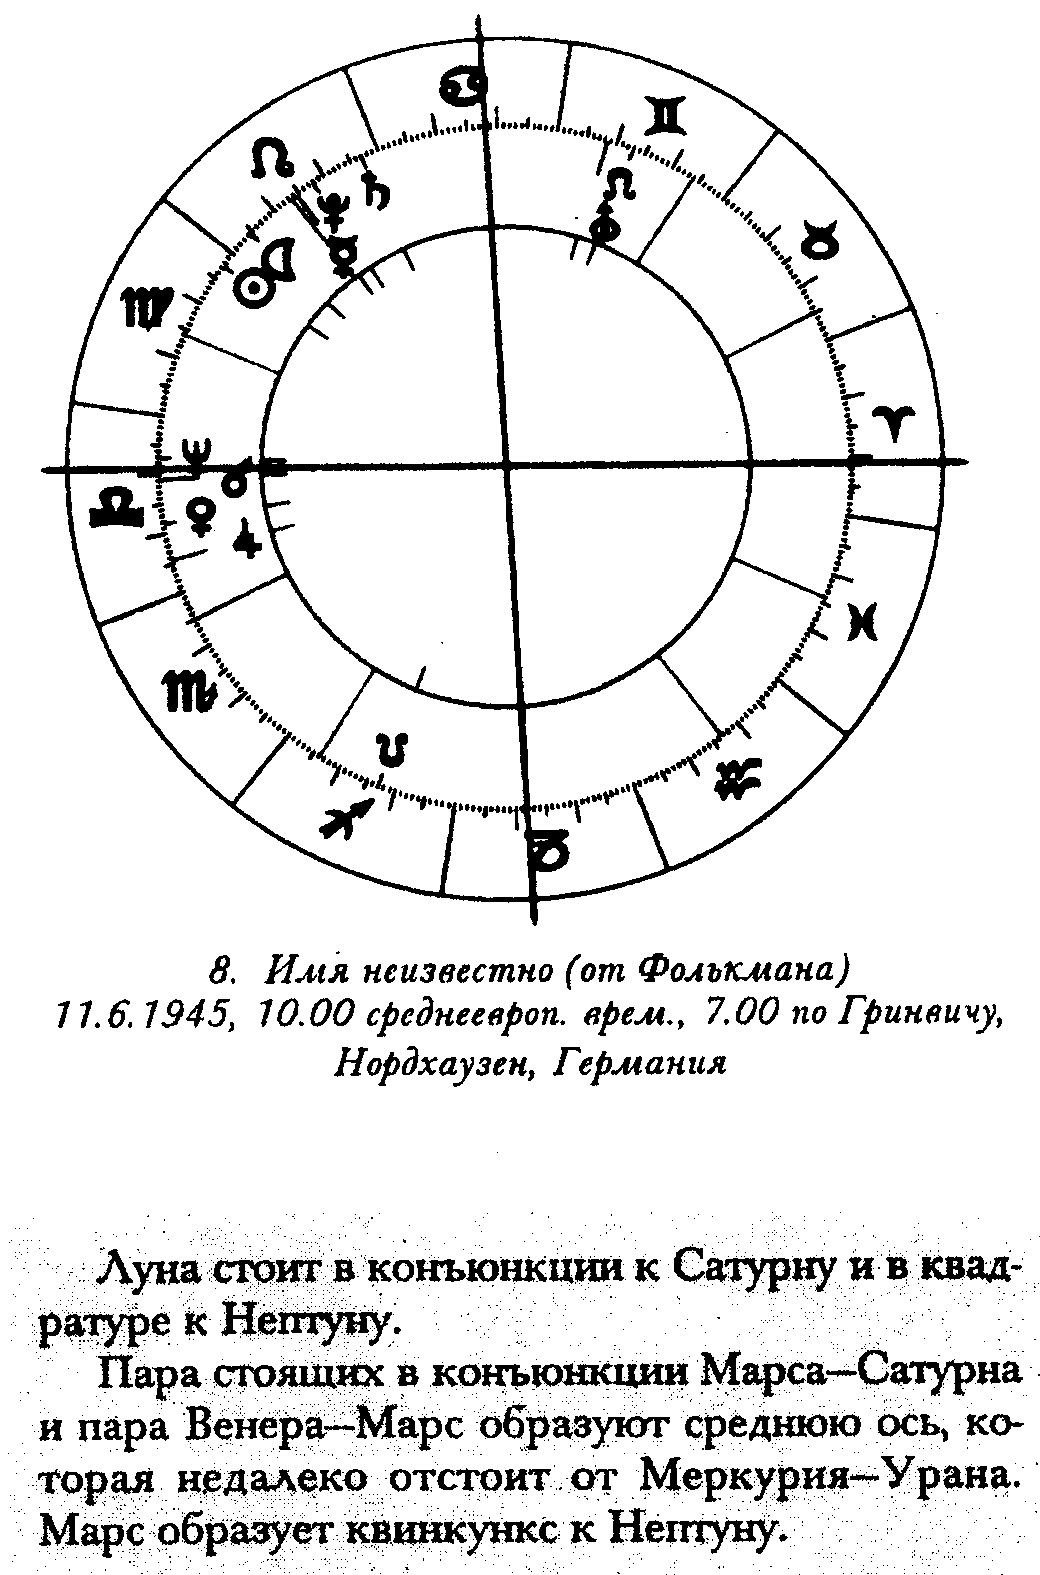 8. Имя неизвестно (от Фолькмана)
11.6.1945, 10.00 среднеевроп. врем., 7.00 по Гринвичу,
Нордхаузен, Германия
Луна стоит в конъюнкции к Сатурну и в квад-
ратуре к Нептуну.
Пара стоящих в конъюнкции Марса—Сатурна
и пара Венера—Марс образуют среднюю ось, ко-
торая недалеко отстоит от Меркурия—Урана.
Марс образует квинкункс к Нептуну.